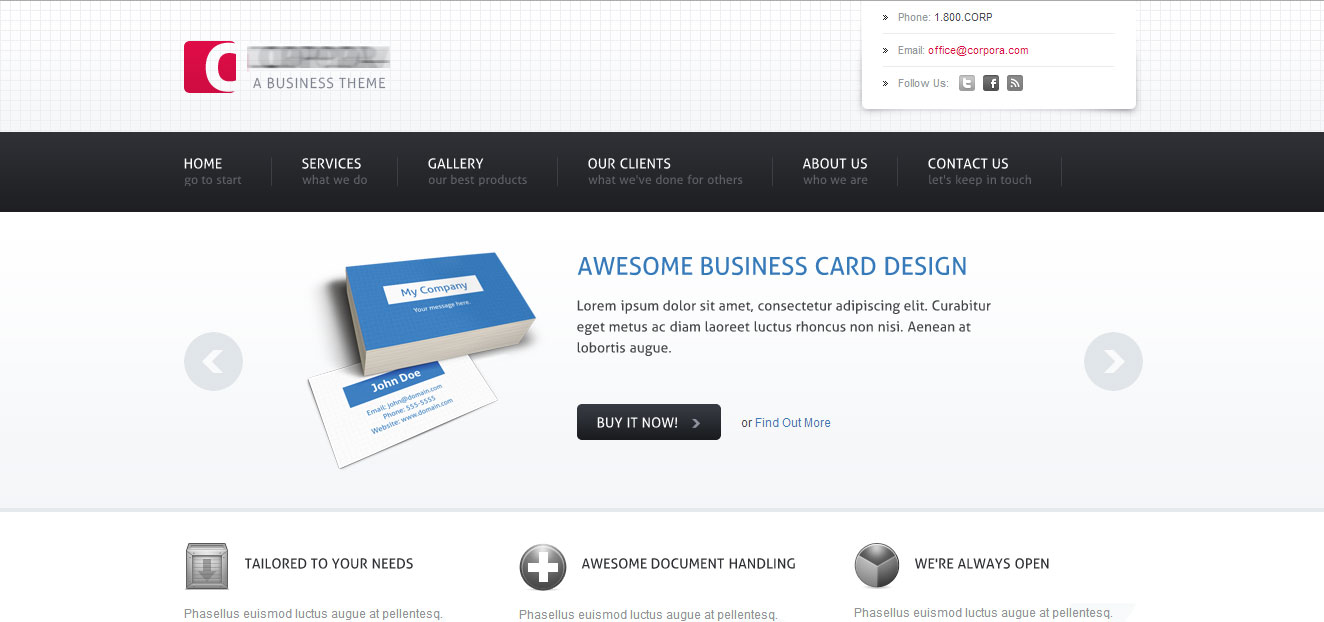 Phone: 1.800.CORP
Email: office@corpora.com
Follow Us:
A BUSINESS THEME
HOME
go to start
SERVICES
what we do
GALLERY
our best products
OUR CLIENTS
what we've done for others
ABOUT US
who we are
CONTACT US
let's keep in touch
My Company
Your message here.
John Doe
Email: john@domain.com
Phone: 555-5555
Website: www.domain.com
AWESOME BUSINESS CARD DESIGN
Lorem ipsum dolor sit amet, consectetur adipiscing elit. Curabitur
eget metus ac diam laoreet luctus rhoncus non nisi. Aenean at
lobortis augue.
BUY IT NOW!
or Find Out More
TAILORED TO YOUR NEEDS
Phasellus euismod luctus augue at pellentesq.
AWESOME DOCUMENT HANDLING
Phasellus euismod luctus augue at pellentesq.
WE'RE ALWAYS OPEN
Phasellus euismod luctus augue at pellentesq.